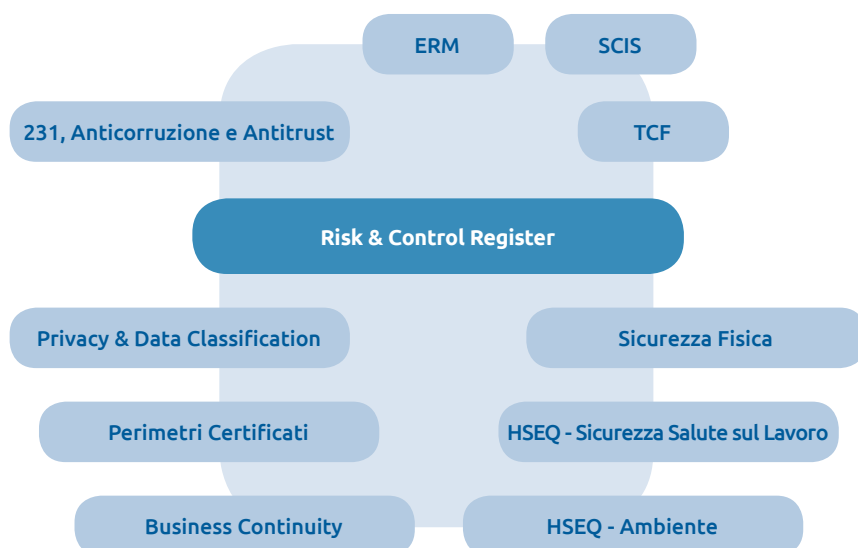 ERM
SCIS
231, Anticorruzione e Antitrust
TCF
Risk & Control Register
Privacy & Data Classification
Sicurezza Fisica
Perimetri Certificati
HSEQ - Sicurezza Salute sul Lavoro
Business Continuity
HSEQ - Ambiente